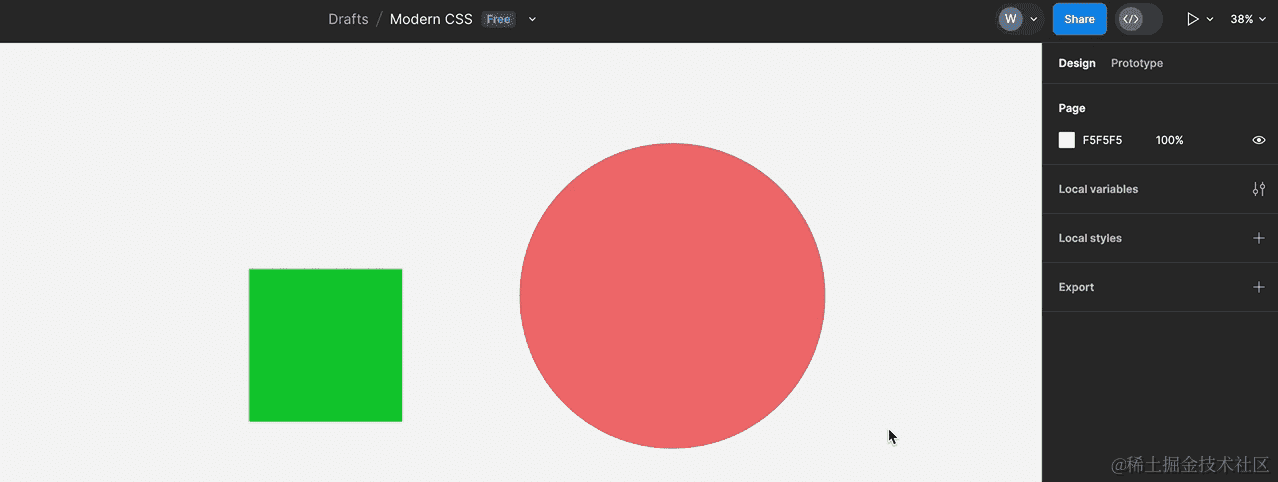 Drafts / Modern CSS Free
W Share </> 38%
Design Prototype
Page
F5F5F5 100%
Local variables
Local styles
Export
@稀土掘金技术社区